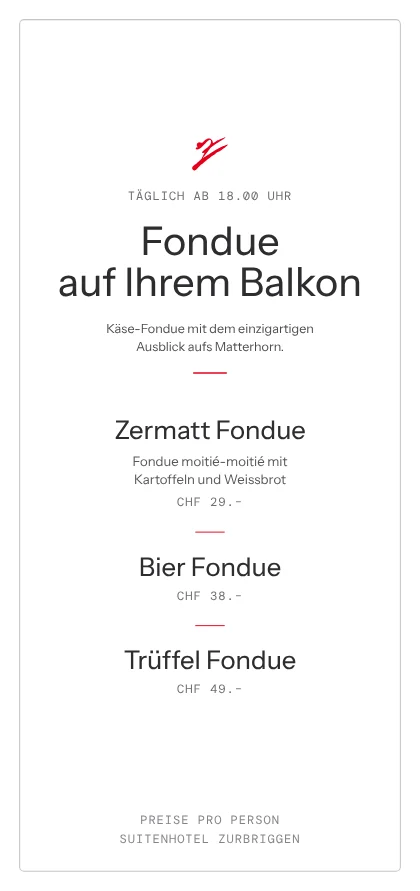 TÄGLICH AB 18.00 UHR
Fondue
auf Ihrem Balkon
Käse-Fondue mit dem einzigartigen
Ausblick aufs Matterhorn.
Zermatt Fondue
Fondue moitié-moitié mit
Kartoffeln und Weissbrot
CHF 29.–
Bier Fondue
CHF 38.–
Trüffel Fondue
CHF 49.–
PREISE PRO PERSON
SUITENHOTEL ZURBRIGGEN